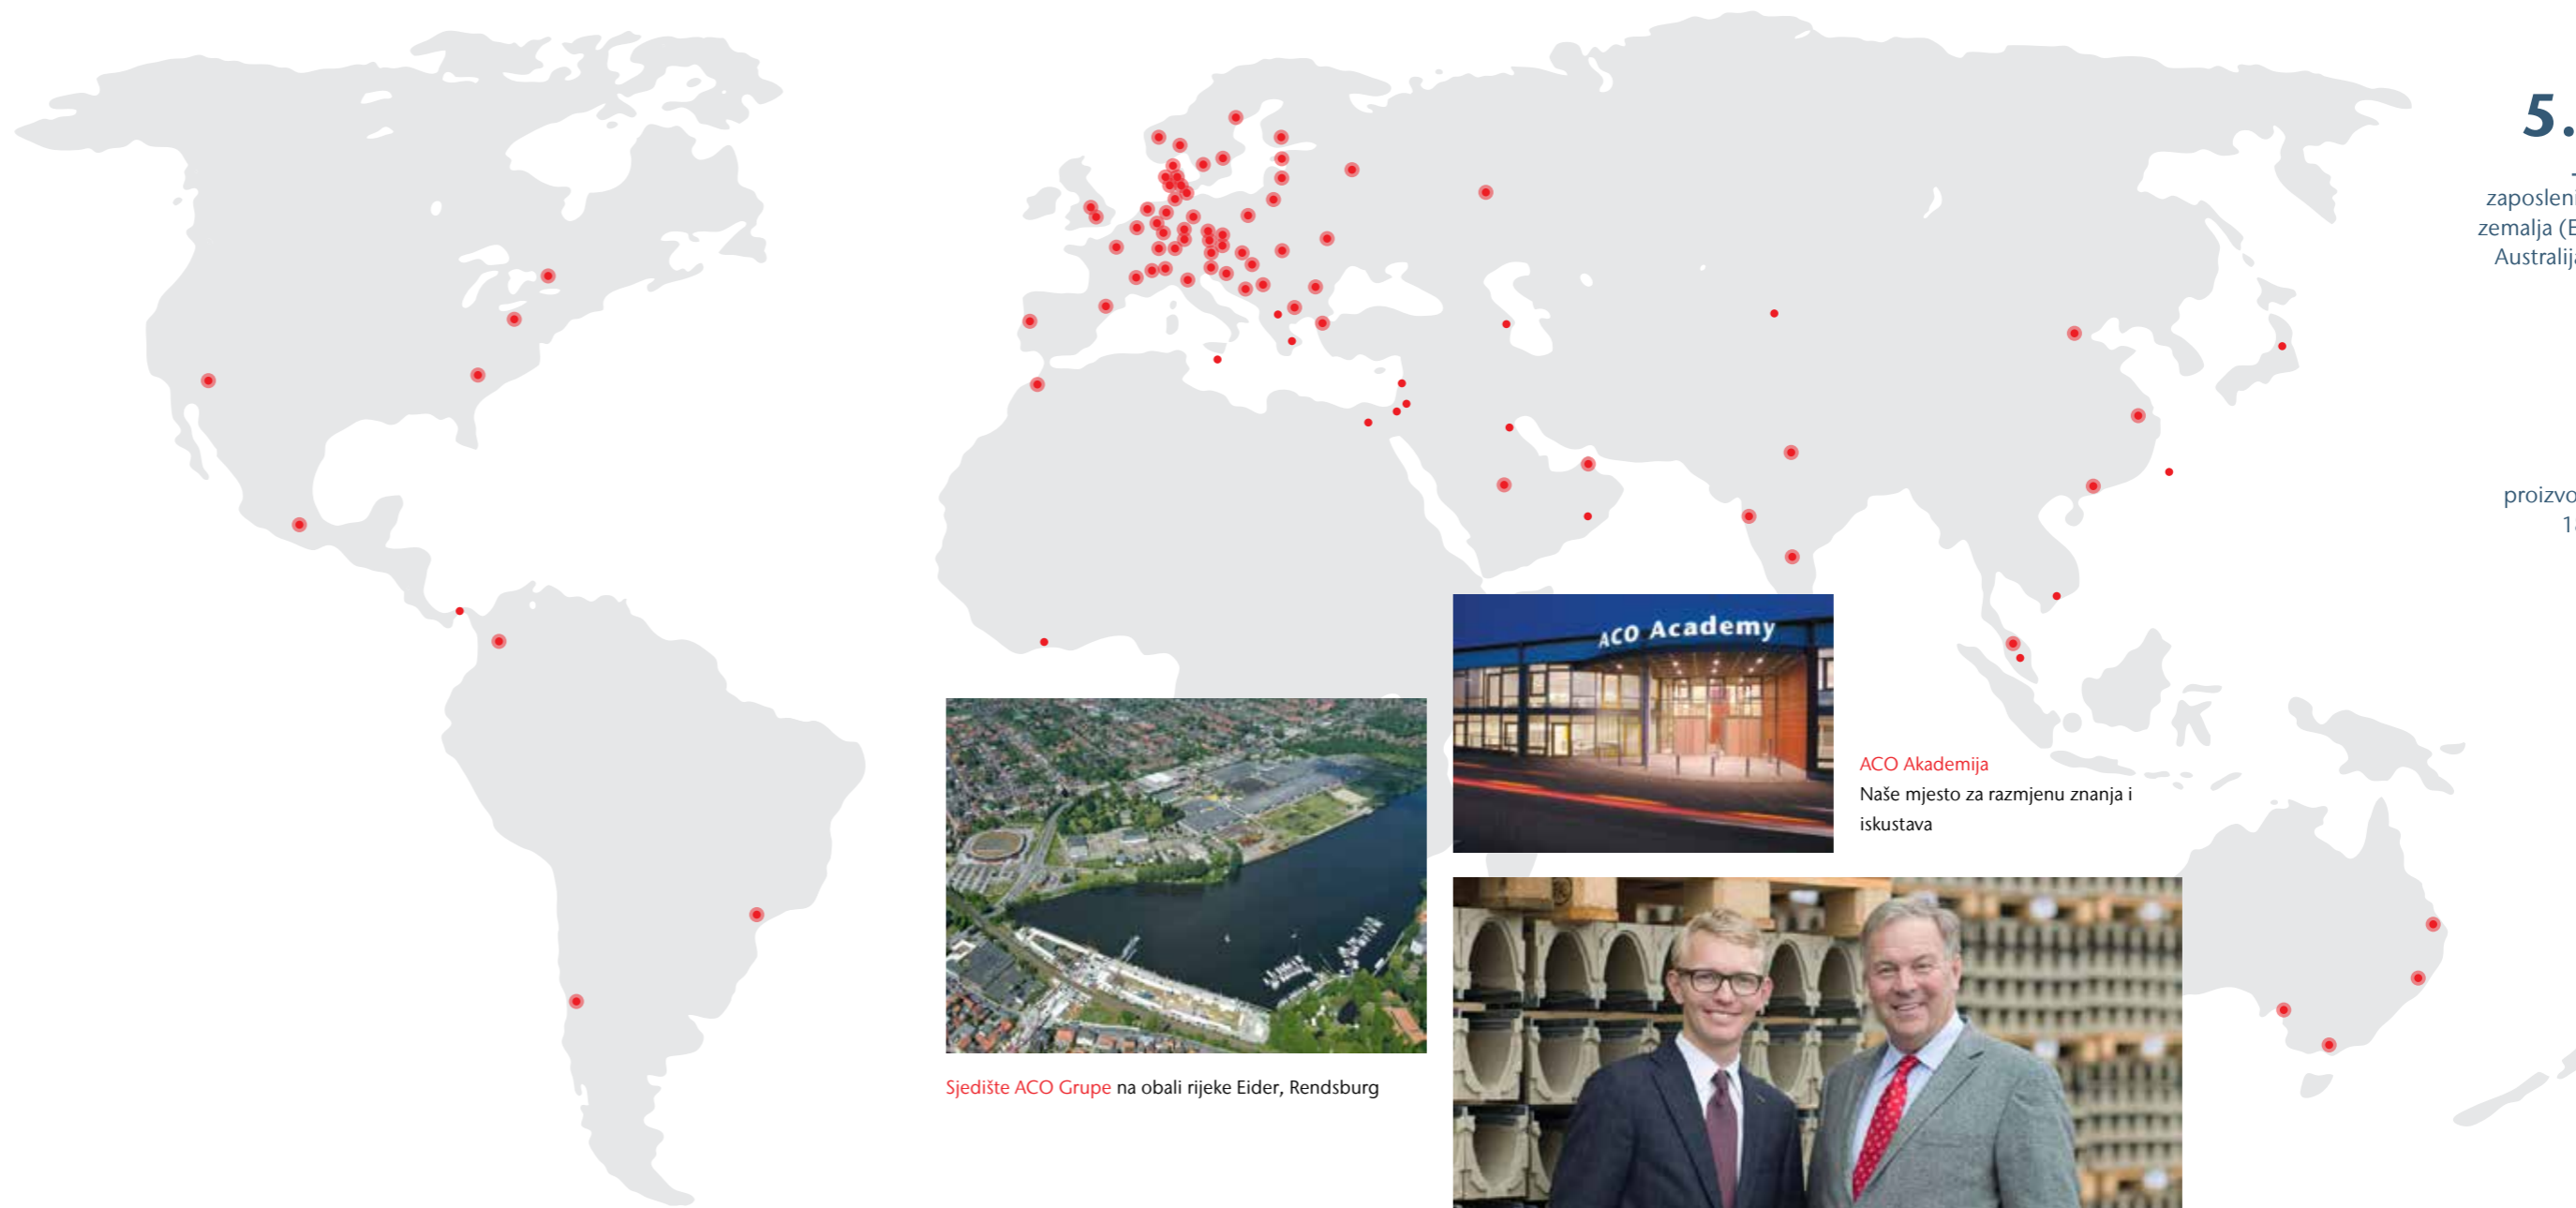 5.
zaposleni
zemalja (E
Australija
proizvo
ACO Academy
ACO Akademija
Naše mjesto za razmjenu znanja i
iskustava
Sjedište ACO Grupe na obali rijeke Eider, Rendsburg